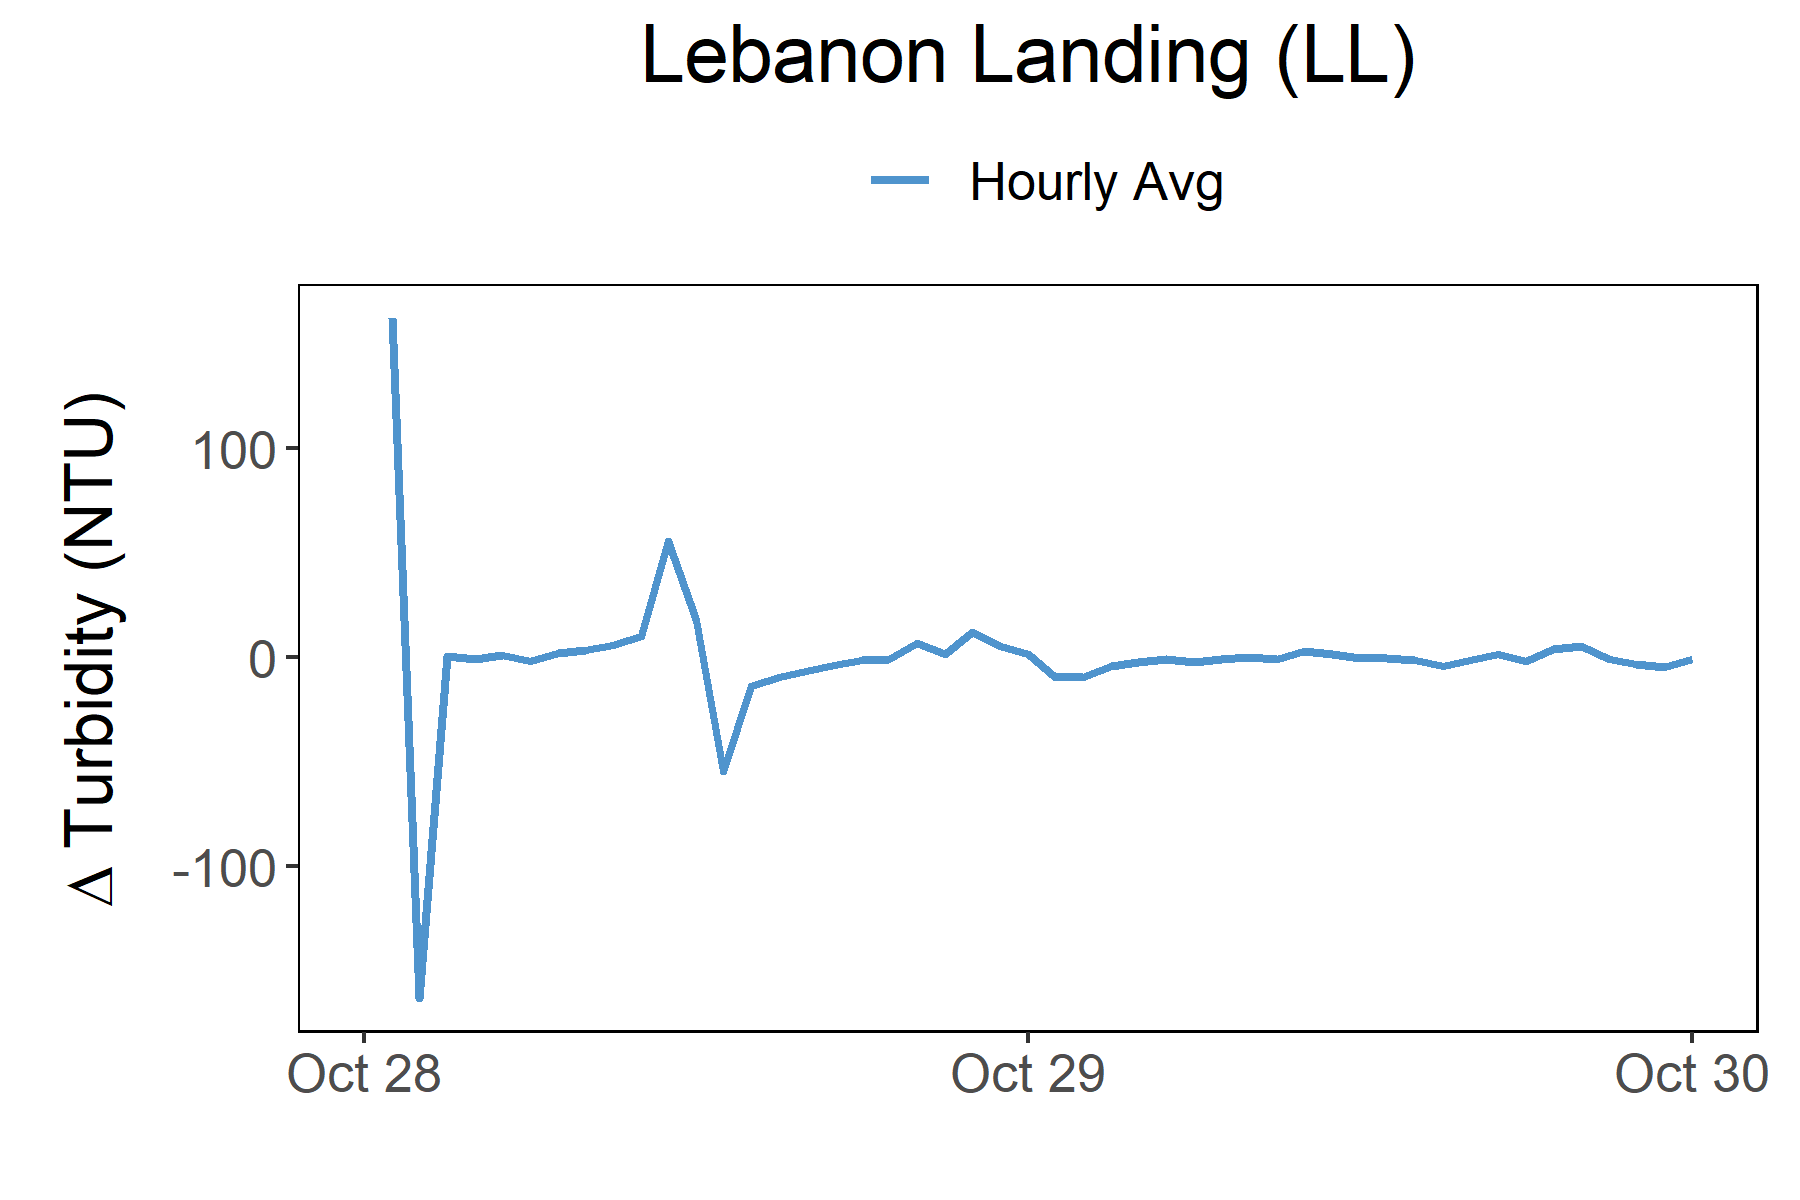 Lebanon Landing (LL)
Hourly Avg
Δ Turbidity (NTU)
100
0
-100
Oct 28
Oct 29
Oct 30